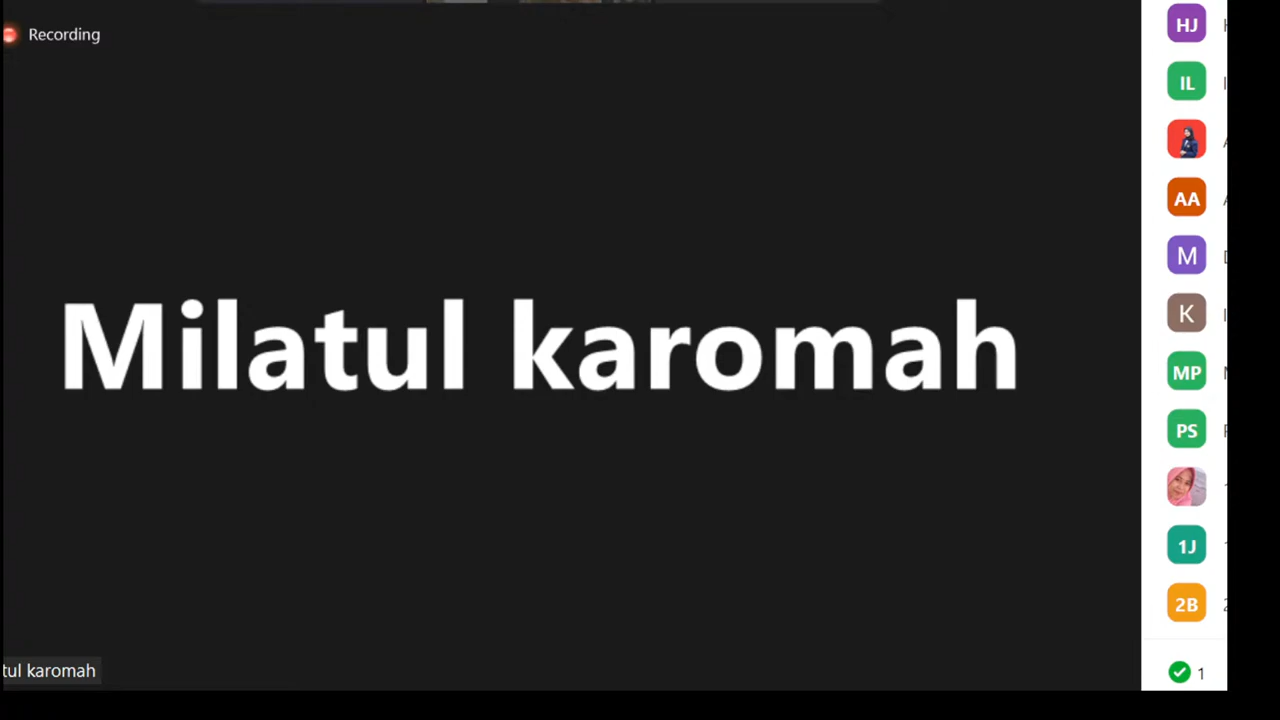 Recording
HJ
IL
AA
M
K
MP
PS
1J
2B
Milatul karomah
tul karomah
1